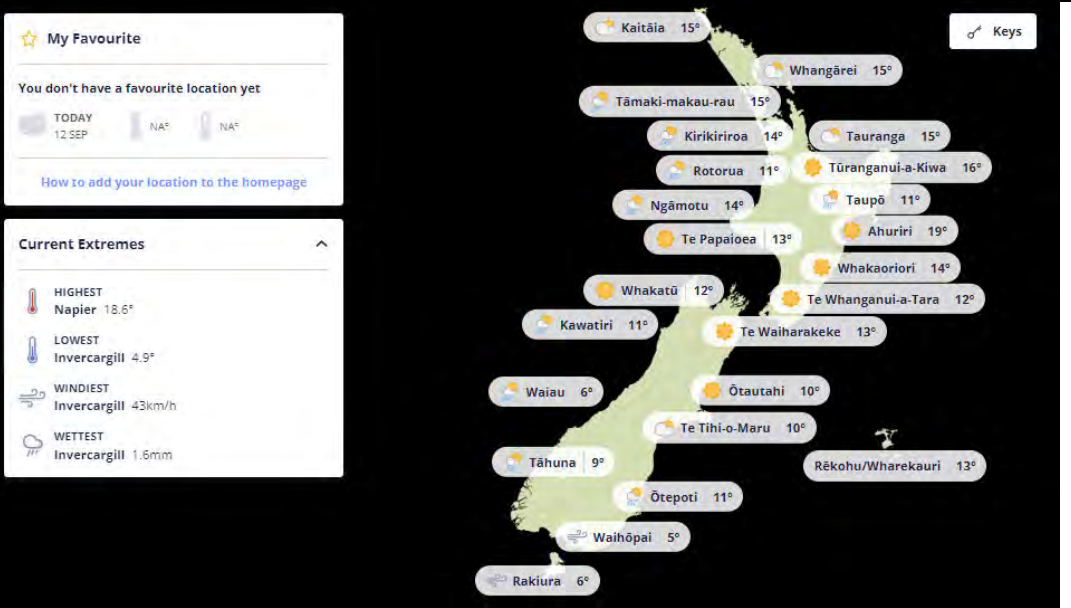 My Favourite
You don't have a favourite location yet
TODAY
12 SEP
NA°
NA°
How to add your location to the homepage
Current Extremes
HIGHEST
Napier 18.6°
LOWEST
Invercargill 4.9°
WINDIEST
Invercargill 43km/h
WETTEST
Invercargill 1.6mm
Keys
Kaitāia 15°
Whangārei 15°
Tāmaki-makau-rau 15°
Kirikiriroa 14°
Tauranga 15°
Rotorua 11°
Tūranganui-a-Kiwa 16°
Ngāmotu 14°
Taupō 11°
Te Papaioea 13°
Ahuriri 19°
Whakaoriori 14°
Whakatū 12°
Te Whanganui-a-Tara 12°
Kawatiri 11°
Te Waiharakeke 13°
Waiau 6°
Ōtautahi 10°
Te Tihi-o-Maru 10°
Tāhuna 9°
Rēkohu/Wharekauri 13°
Ōtepoti 11°
Waihōpai 5°
Rakiura 6°